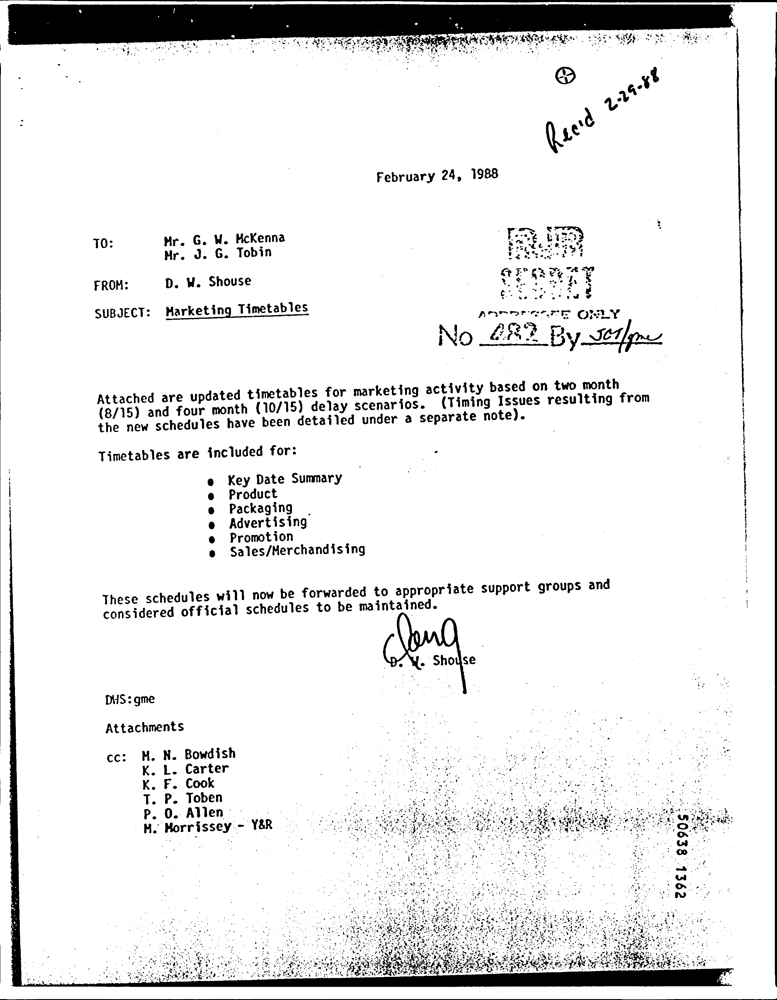 Rec'd 2-29-88
February 24, 1988
TO: Mr. G. W. McKenna
Mr. J. G. Tobin
FROM: D. W. Shouse
SUBJECT: Marketing Timetables
RJR
SECRET
ADDRESSEE ONLY
No 482 By JGT/gme
Attached are updated timetables for marketing activity based on two month
(8/15) and four month (10/15) delay scenarios. (Timing Issues resulting from
the new schedules have been detailed under a separate note).
Timetables are included for:
• Key Date Summary
• Product
• Packaging
• Advertising
• Promotion
• Sales/Merchandising
These schedules will now be forwarded to appropriate support groups and
considered official schedules to be maintained.
D. W. Shouse
DWS:gme
Attachments
cc: M. N. Bowdish
K. L. Carter
K. F. Cook
T. P. Toben
P. O. Allen
M. Morrissey - Y&R
50638 1362